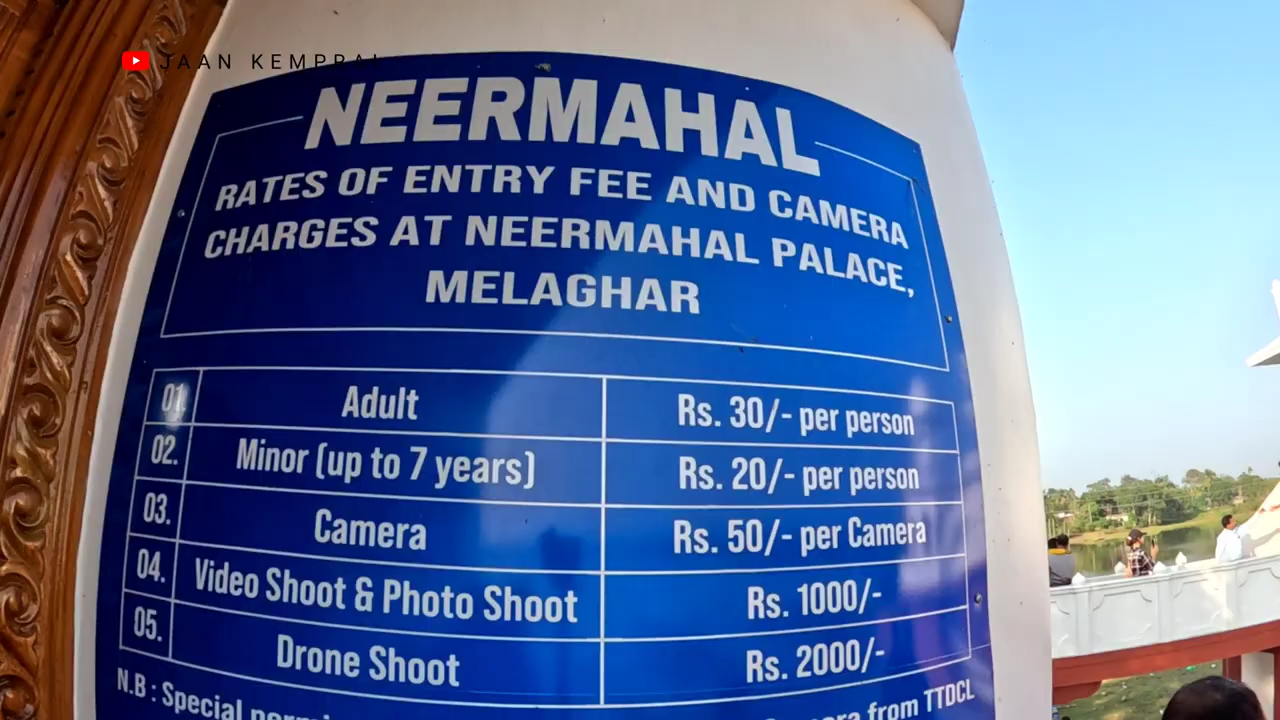 JAAN KEMPRAI
NEERMAHAL
RATES OF ENTRY FEE AND CAMERA
CHARGES AT NEERMAHAL PALACE,
MELAGHAR
01. Adult Rs. 30/- per person
02. Minor (up to 7 years) Rs. 20/- per person
03. Camera Rs. 50/- per Camera
04. Video Shoot & Photo Shoot Rs. 1000/-
05. Drone Shoot Rs. 2000/-
N.B : Special from TTDCL